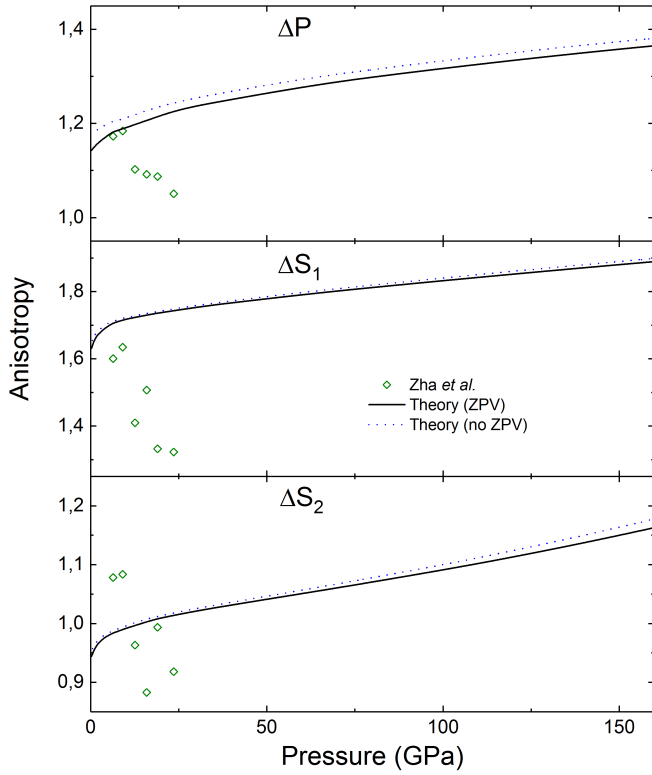 ΔP
1,4
1,2
1,0
ΔS1
1,8
1,6
1,4
Zha et al.
Theory (ZPV)
Theory (no ZPV)
ΔS2
1,2
1,1
1,0
0,9
0
50
100
150
Anisotropy
Pressure (GPa)